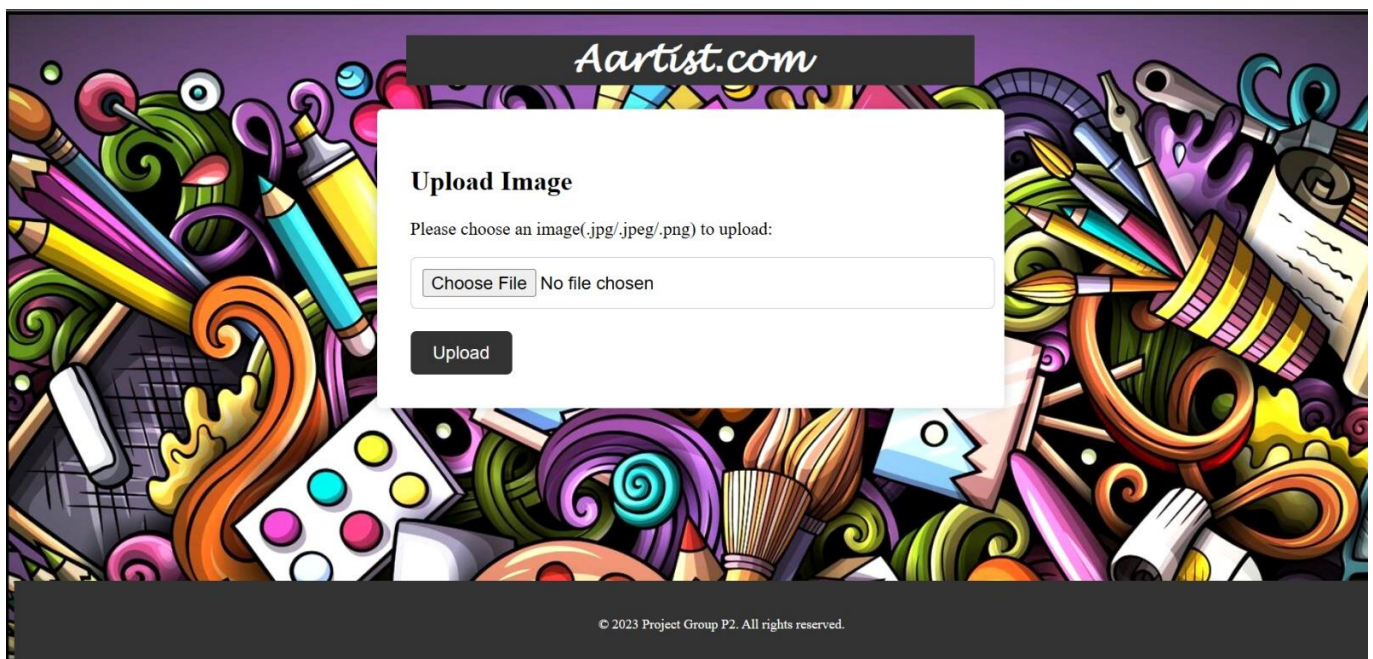 Aartist.com
Upload Image
Please choose an image(.jpg/.jpeg/.png) to upload:
Choose File No file chosen
Upload
© 2023 Project Group P2. All rights reserved.